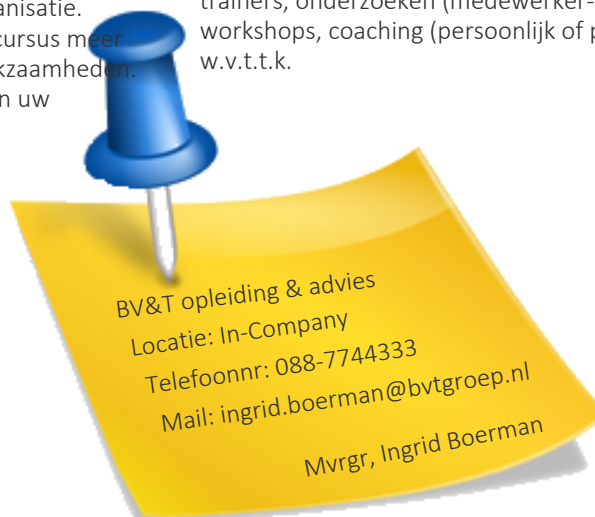 anisatie.
cursus meer
kzaamheden.
n uw
trainers, onderzoeken (medewerker-
workshops, coaching (persoonlijk of p
w.v.t.t.k.
BV&T opleiding & advies
Locatie: In-Company
Telefoonnr: 088-7744333
Mail: ingrid.boerman@bvtgroep.nl
Mvrgr, Ingrid Boerman